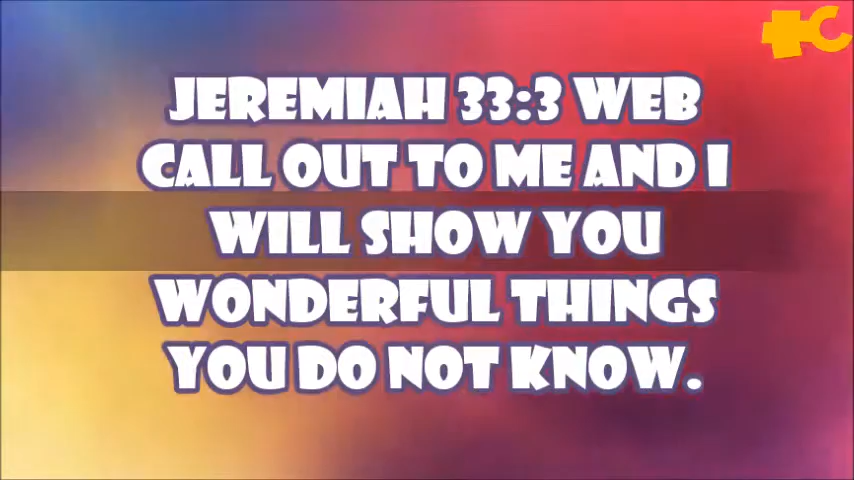 JEREMIAH 33:3 WEB
CALL OUT TO ME AND I
WILL SHOW YOU
WONDERFUL THINGS
YOU DO NOT KNOW.